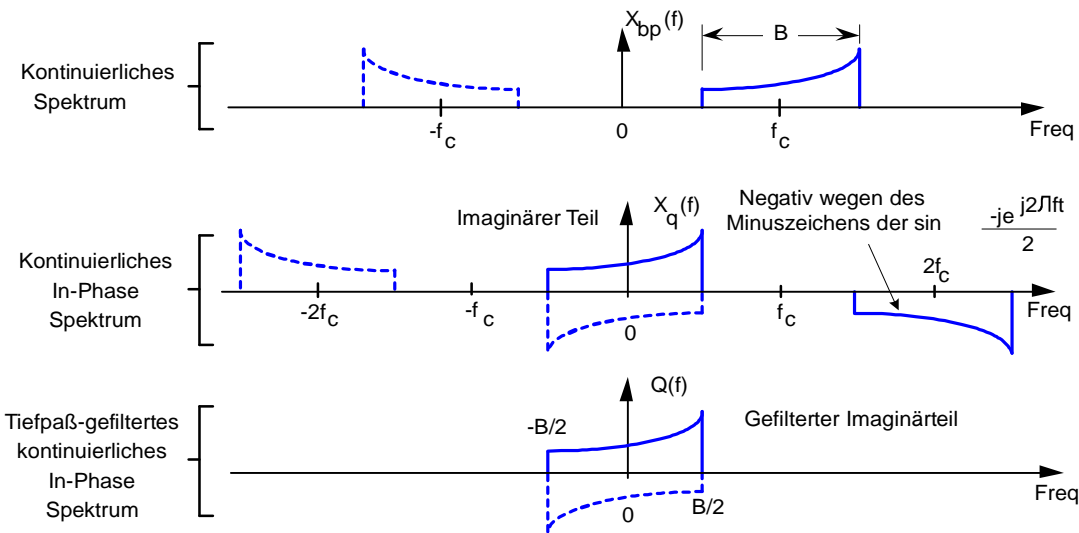 X_bp(f)
B
Kontinuierliches
Spektrum
-f_c
0
f_c
Freq
Imaginärer Teil
X_q(f)
Negativ wegen des
Minuszeichens der sin
-je^j2Лft
2
Kontinuierliches
In-Phase
Spektrum
-2f_c
-f_c
0
f_c
2f_c
Freq
Tiefpaß-gefiltertes
kontinuierliches
In-Phase
Spektrum
-B/2
Q(f)
Gefilterter Imaginärteil
0
B/2
Freq